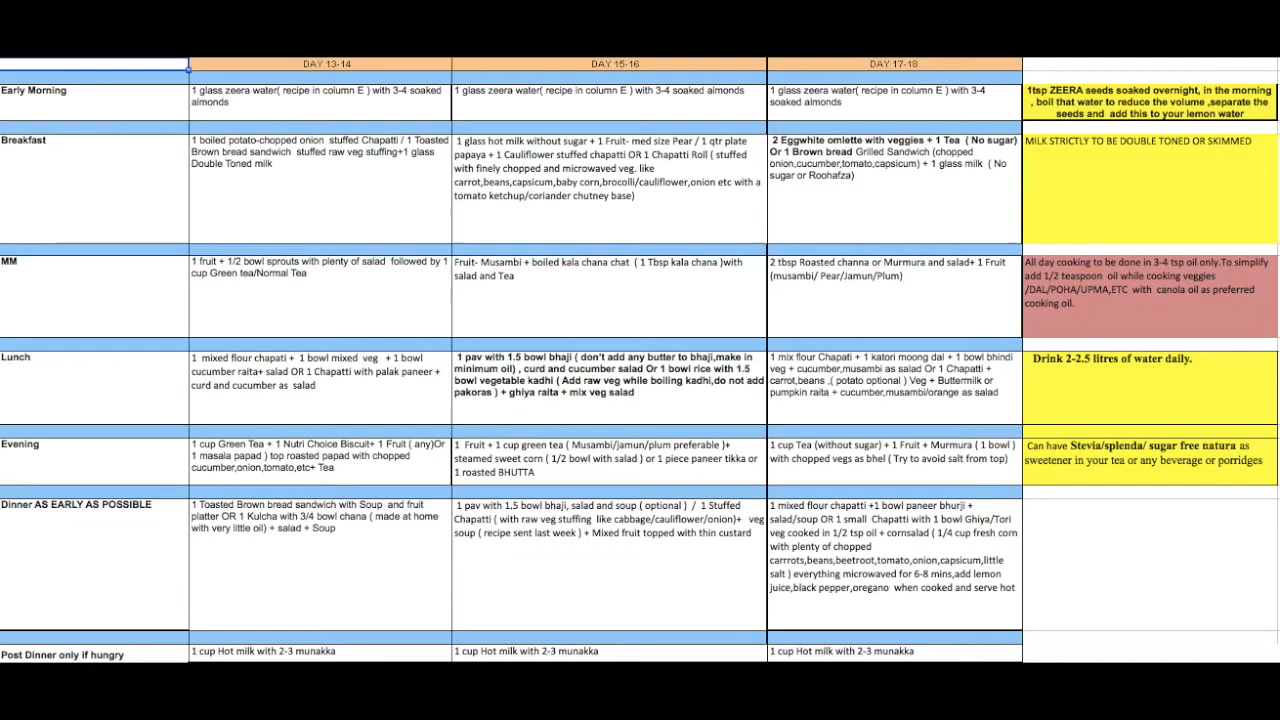 DAY 13-14
DAY 15-16
DAY 17-18
Early Morning
1 glass zeera water( recipe in column E ) with 3-4 soaked
almonds
1 glass zeera water( recipe in column E ) with 3-4 soaked almonds
1 glass zeera water( recipe in column E ) with 3-4
soaked almonds
1tsp ZEERA seeds soaked overnight, in the morning
, boil that water to reduce the volume ,separate the
seeds and add this to your lemon water
Breakfast
1 boiled potato-chopped onion stuffed Chapatti / 1 Toasted
Brown bread sandwich stuffed raw veg stuffing+1 glass
Double Toned milk
1 glass hot milk without sugar + 1 Fruit- med size Pear / 1 qtr plate
papaya + 1 Cauliflower stuffed chapatti OR 1 Chapatti Roll ( stuffed
with finely chopped and microwaved veg. like
carrot,beans,capsicum,baby corn,brocolli/cauliflower,onion etc with a
tomato ketchup/coriander chutney base)
2 Eggwhite omlette with veggies + 1 Tea ( No sugar)
Or 1 Brown bread Grilled Sandwich (chopped
onion,cucumber,tomato,capsicum) + 1 glass milk ( No
sugar or Roohafza)
MILK STRICTLY TO BE DOUBLE TONED OR SKIMMED
MM
1 fruit + 1/2 bowl sprouts with plenty of salad followed by 1
cup Green tea/Normal Tea
Fruit- Musambi + boiled kala chana chat ( 1 Tbsp kala chana )with
salad and Tea
2 tbsp Roasted channa or Murmura and salad+ 1 Fruit
(musambi/ Pear/Jamun/Plum)
All day cooking to be done in 3-4 tsp oil only.To simplify
add 1/2 teaspoon oil while cooking veggies
/DAL/POHA/UPMA,ETC with canola oil as preferred
cooking oil.
Lunch
1 mixed flour chapati + 1 bowl mixed veg + 1 bowl
cucumber raita+ salad OR 1 Chapatti with palak paneer +
curd and cucumber as salad
1 pav with 1.5 bowl bhaji ( don't add any butter to bhaji,make in
minimum oil) , curd and cucumber salad Or 1 bowl rice with 1.5
bowl vegetable kadhi ( Add raw veg while boiling kadhi,do not add
pakoras ) + ghiya raita + mix veg salad
1 mix flour Chapati + 1 katori moong dal + 1 bowl bhindi
veg + cucumber,musambi as salad OR 1 Chapatti +
carrot,beans ,( potato optional ) Veg + Buttermilk or
pumpkin raita + cucumber,musambi/orange as salad
Drink 2-2.5 litres of water daily.
Evening
1 cup Green Tea + 1 Nutri Choice Biscuit+ 1 Fruit ( any)Or
1 masala papad ) top roasted papad with chopped
cucumber,onion,tomato,etc+ Tea
1 Fruit + 1 cup green tea ( Musambi/jamun/plum preferable )+
steamed sweet corn ( 1/2 bowl with salad ) or 1 piece paneer tikka or
1 roasted BHUTTA
1 cup Tea (without sugar) + 1 Fruit + Murmura ( 1 bowl )
with chopped vegs as bhel ( Try to avoid salt from top)
Can have Stevia/splenda/ sugar free natura as
sweetener in your tea or any beverage or porridges
Dinner AS EARLY AS POSSIBLE
1 Toasted Brown bread sandwich with Soup and fruit
platter OR 1 Kulcha with 3/4 bowl chana ( made at home
with very little oil) + salad + Soup
1 pav with 1.5 bowl bhaji, salad and soup ( optional ) / 1 Stuffed
Chapatti ( with raw veg stuffing like cabbage/cauliflower/onion)+ veg
soup ( recipe sent last week ) + Mixed fruit topped with thin custard
1 mixed flour chapatti +1 bowl paneer bhurji +
salad/soup OR 1 small Chapatti with 1 bowl Ghiya/Tori
veg cooked in 1/2 tsp oil + cornsalad ( 1/4 cup fresh corn
with plenty of chopped
carrrots,beans,beetroot,tomato,onion,capsicum,little
salt ) everything microwaved for 6-8 mins,add lemon
juice,black pepper,oregano when cooked and serve hot
Post Dinner only if hungry
1 cup Hot milk with 2-3 munakka
1 cup Hot milk with 2-3 munakka
1 cup Hot milk with 2-3 munakka